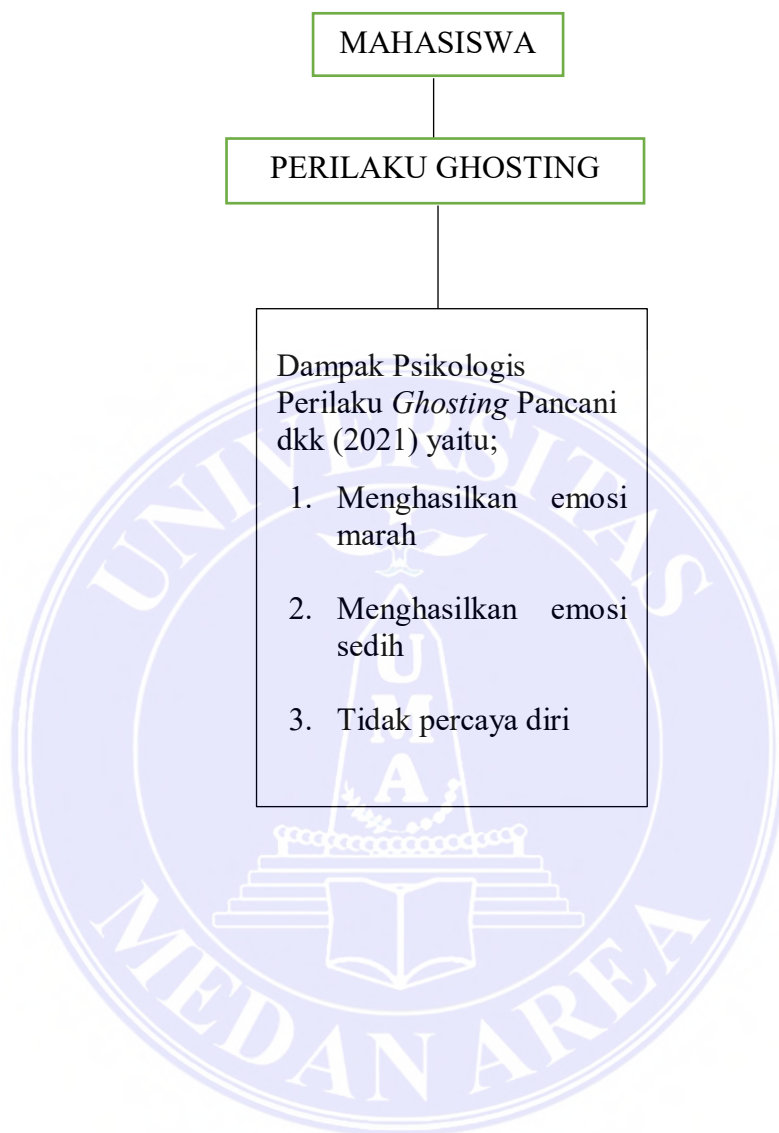 MAHASISWA
PERILAKU GHOSTING
Dampak Psikologis
Perilaku Ghosting Pancani
dkk (2021) yaitu;
1. Menghasilkan emosi
marah
2. Menghasilkan emosi
sedih
3. Tidak percaya diri
UNIVERSITAS
UMA
MEDAN AREA